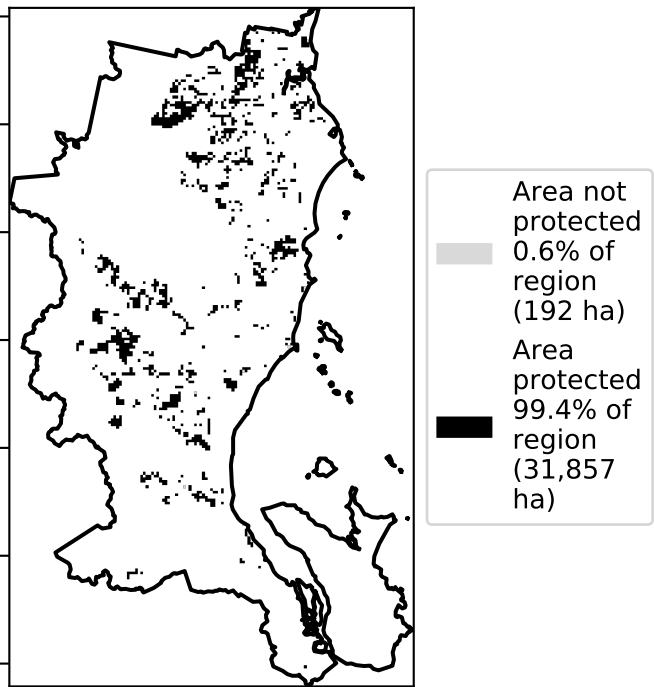 Area not
protected
0.6% of
region
(192 ha)
Area
protected
99.4% of
region
(31,857
ha)